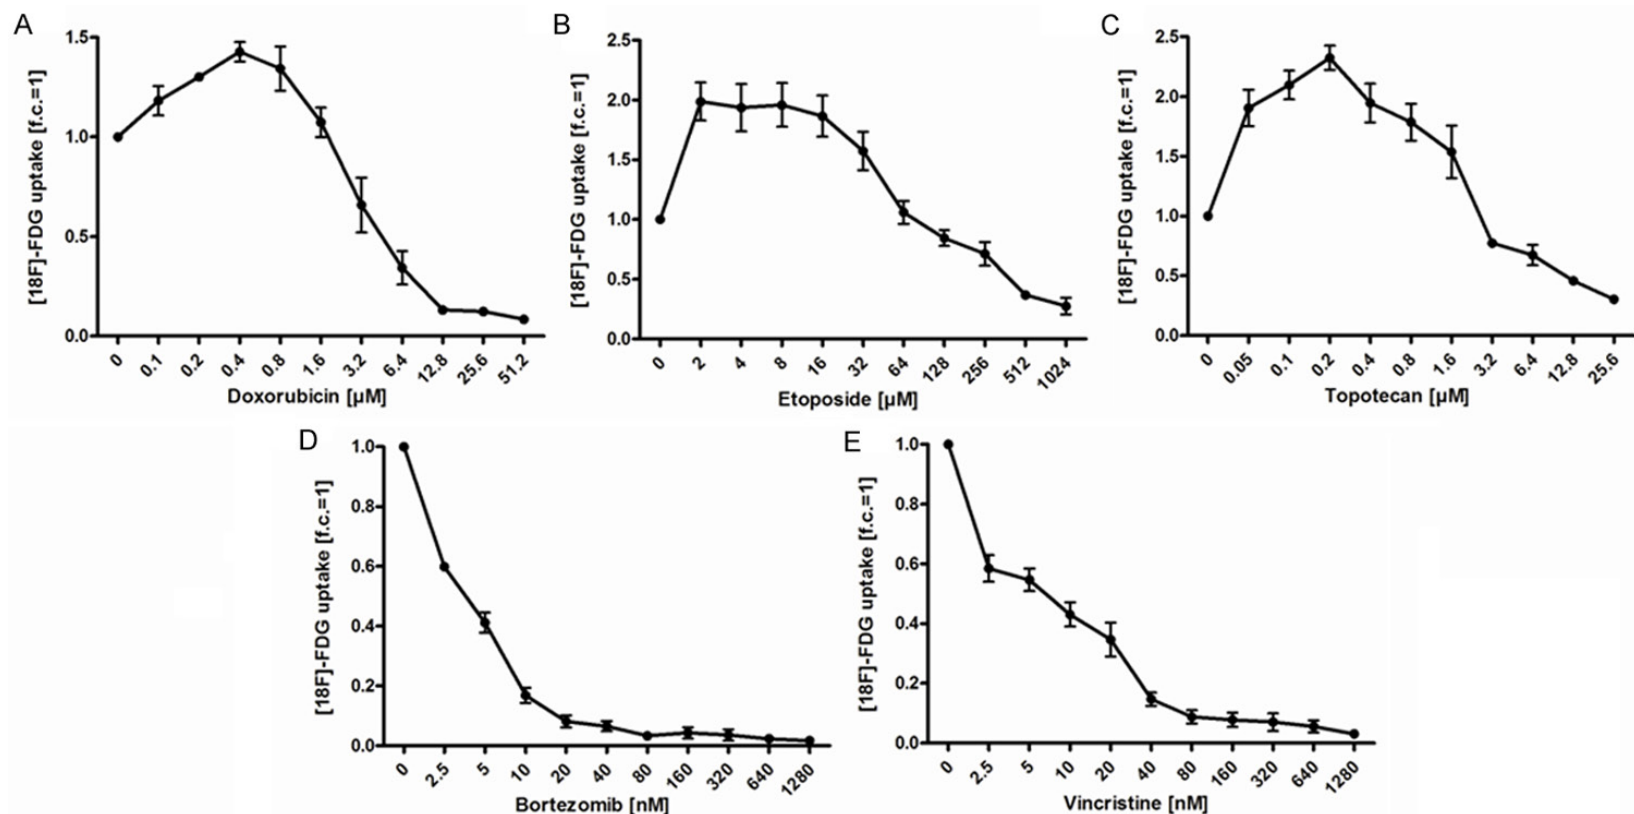 A
[18F]-FDG uptake [f.c.=1]
1.5
1.0
0.5
0.0
0 0.1 0.2 0.4 0.8 1.6 3.2 6.4 12.8 25.6 51.2
Doxorubicin [µM]
B
[18F]-FDG uptake [f.c.=1]
2.5
2.0
1.5
1.0
0.5
0.0
0 2 4 8 16 32 64 128 256 512 1024
Etoposide [µM]
C
[18F]-FDG uptake [f.c.=1]
2.5
2.0
1.5
1.0
0.5
0.0
0 0.05 0.1 0.2 0.4 0.8 1.6 3.2 6.4 12.8 25.6
Topotecan [µM]
D
[18F]-FDG uptake [f.c.=1]
1.0
0.8
0.6
0.4
0.2
0.0
0 2.5 5 10 20 40 80 160 320 640 1280
Bortezomib [nM]
E
[18F]-FDG uptake [f.c.=1]
1.0
0.8
0.6
0.4
0.2
0.0
0 2.5 5 10 20 40 80 160 320 640 1280
Vincristine [nM]